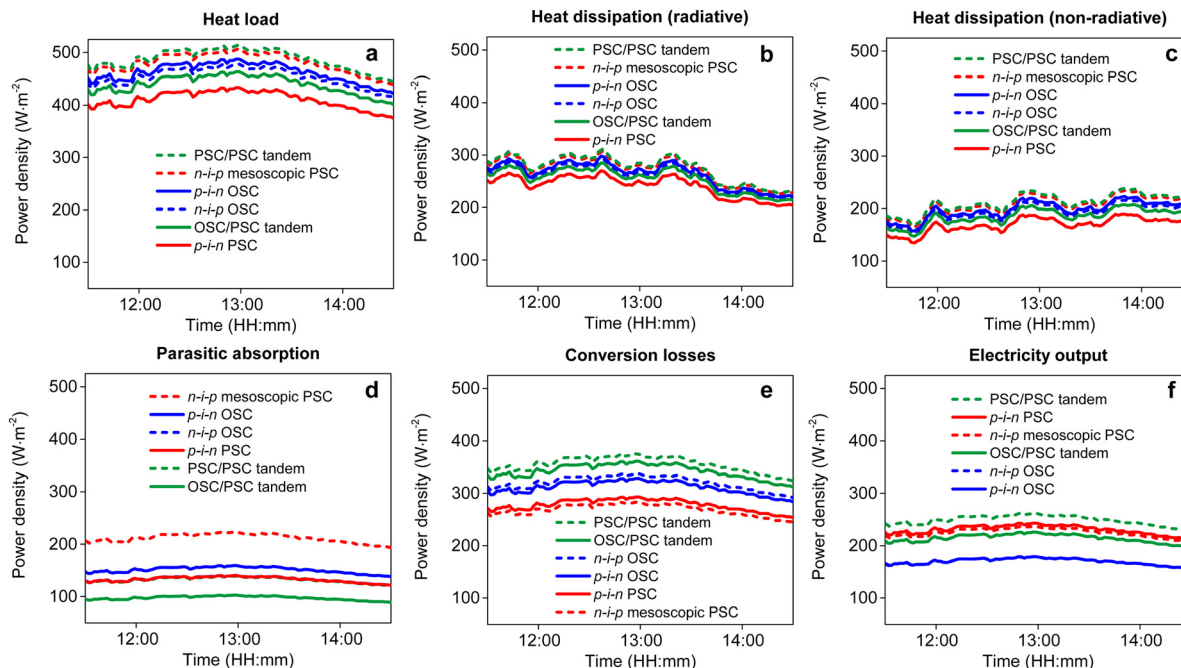 Heat load
a
Power density (W·m⁻²)
500
400
300
200
100
PSC/PSC tandem
n-i-p mesoscopic PSC
p-i-n OSC
n-i-p OSC
OSC/PSC tandem
p-i-n PSC
12:00 13:00 14:00
Time (HH:mm)
Heat dissipation (radiative)
b
Power density (W·m⁻²)
500
400
300
200
100
PSC/PSC tandem
n-i-p mesoscopic PSC
p-i-n OSC
n-i-p OSC
OSC/PSC tandem
p-i-n PSC
12:00 13:00 14:00
Time (HH:mm)
Heat dissipation (non-radiative)
c
Power density (W·m⁻²)
500
400
300
200
100
PSC/PSC tandem
n-i-p mesoscopic PSC
p-i-n OSC
n-i-p OSC
OSC/PSC tandem
p-i-n PSC
12:00 13:00 14:00
Time (HH:mm)
Parasitic absorption
d
Power density (W·m⁻²)
500
400
300
200
100
n-i-p mesoscopic PSC
p-i-n OSC
n-i-p OSC
p-i-n PSC
PSC/PSC tandem
OSC/PSC tandem
12:00 13:00 14:00
Time (HH:mm)
Conversion losses
e
Power density (W·m⁻²)
500
400
300
200
100
PSC/PSC tandem
OSC/PSC tandem
n-i-p OSC
p-i-n OSC
p-i-n PSC
n-i-p mesoscopic PSC
12:00 13:00 14:00
Time (HH:mm)
Electricity output
f
Power density (W·m⁻²)
500
400
300
200
100
PSC/PSC tandem
p-i-n PSC
n-i-p mesoscopic PSC
OSC/PSC tandem
n-i-p OSC
p-i-n OSC
12:00 13:00 14:00
Time (HH:mm)